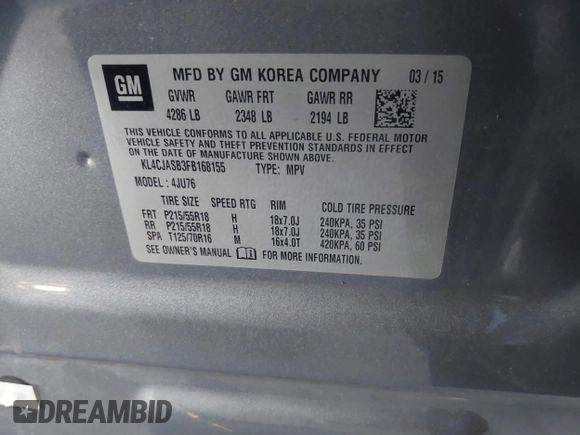 GM
MFD BY GM KOREA COMPANY 03 / 15
GVWR GAWR FRT GAWR RR
4286 LB 2348 LB 2194 LB
THIS VEHICLE CONFORMS TO ALL APPLICABLE U.S. FEDERAL MOTOR
VEHICLE SAFETY AND THEFT PREVENTION STANDARDS IN EFFECT ON
THE DATE OF MANUFACTURE SHOWN ABOVE.
KL4CJASB3FB168155 TYPE: MPV
MODEL: 4JU76
TIRE SIZE SPEED RTG RIM COLD TIRE PRESSURE
FRT P215/55R18 H 18x7.0J 240KPA, 35 PSI
RR P215/55R18 H 18x7.0J 240KPA, 35 PSI
SPA T125/70R16 M 16x4.0T 420KPA, 60 PSI
SEE OWNER'S MANUAL FOR MORE INFORMATION.
DREAMBID